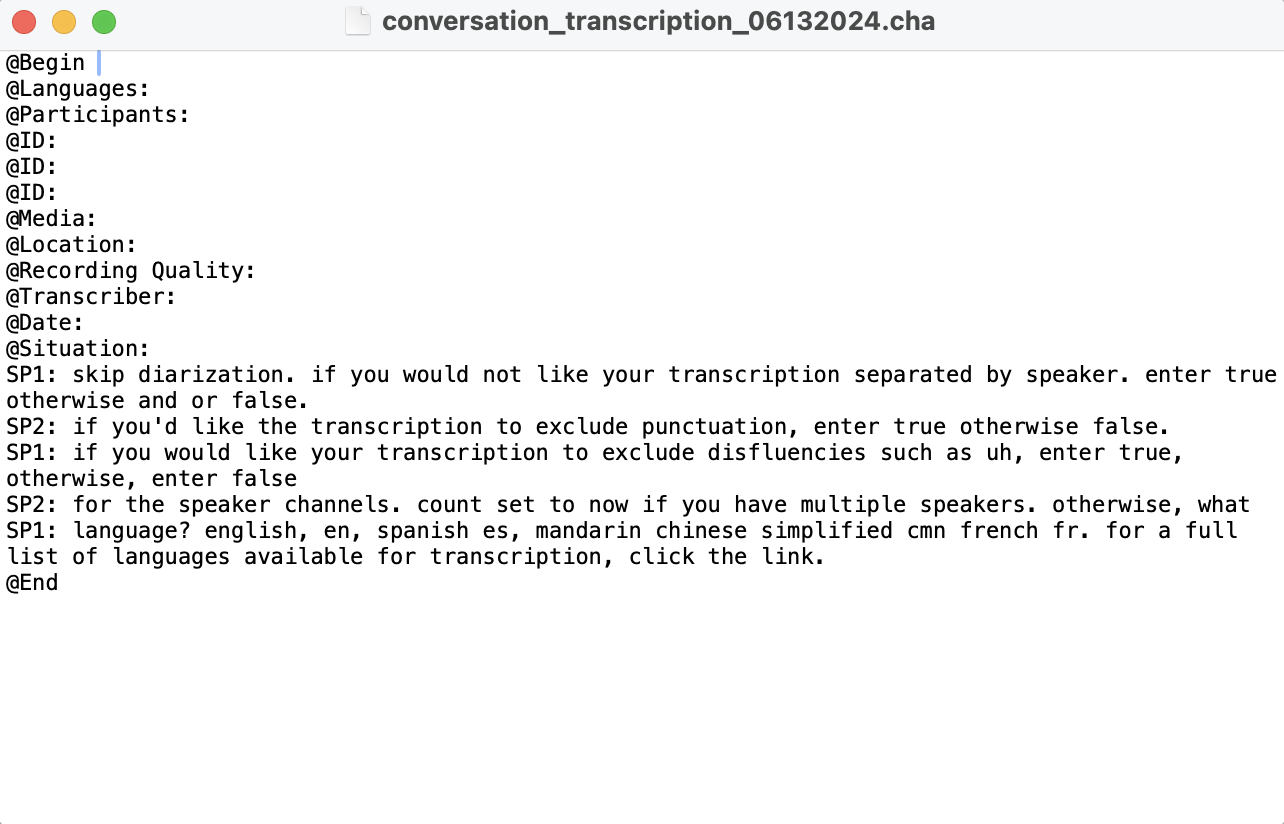 conversation_transcription_06132024.cha
@Begin
@Languages:
@Participants:
@ID:
@ID:
@ID:
@Media:
@Location:
@Recording Quality:
@Transcriber:
@Date:
@Situation:
SP1: skip diarization. if you would not like your transcription separated by speaker. enter true
otherwise and or false.
SP2: if you'd like the transcription to exclude punctuation, enter true otherwise false.
SP1: if you would like your transcription to exclude disfluencies such as uh, enter true,
otherwise, enter false
SP2: for the speaker channels. count set to now if you have multiple speakers. otherwise, what
SP1: language? english, en, spanish es, mandarin chinese simplified cmn french fr. for a full
list of languages available for transcription, click the link.
@End